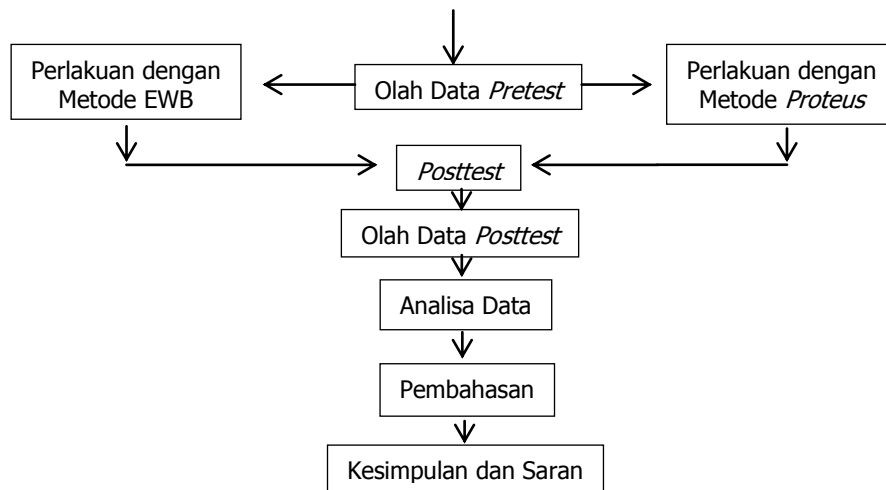 Perlakuan dengan
Metode EWB
Olah Data Pretest
Perlakuan dengan
Metode Proteus
Posttest
Olah Data Posttest
Analisa Data
Pembahasan
Kesimpulan dan Saran